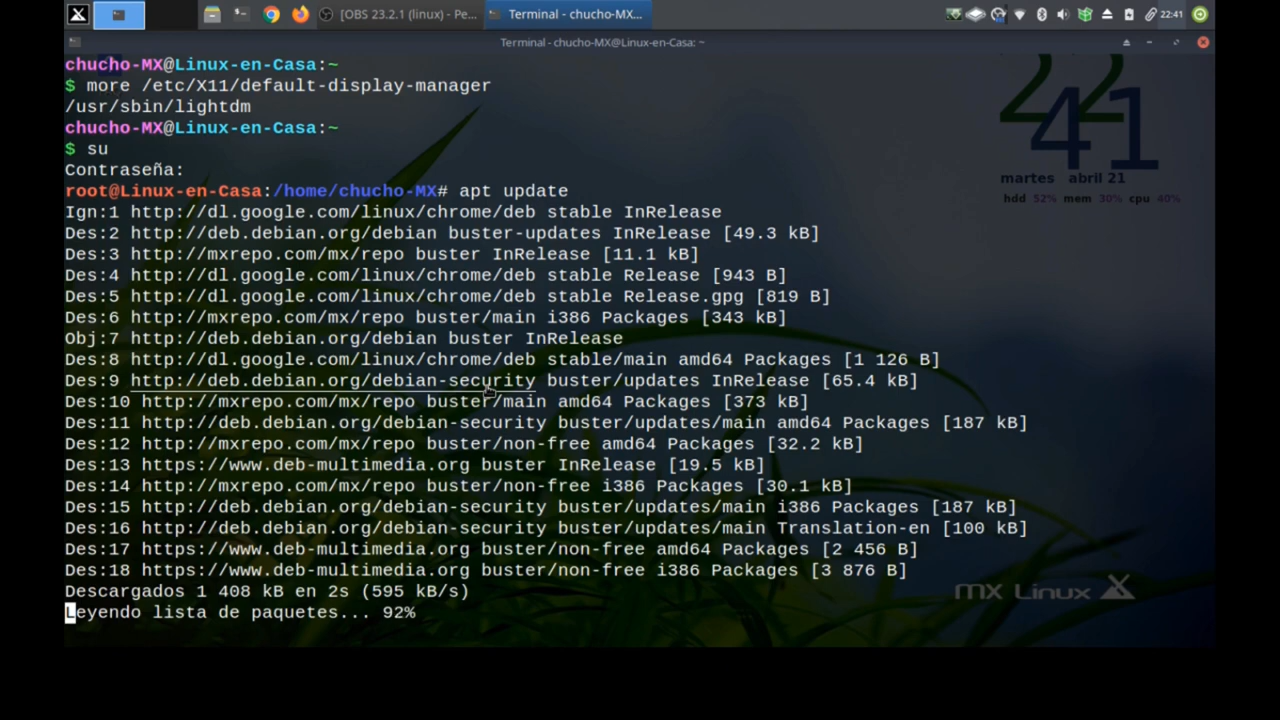 [OBS 23.2.1 (linux) - Pe...
Terminal - chucho-MX...
22:41
Terminal - chucho-MX@Linux-en-Casa: ~
chucho-MX@Linux-en-Casa:~
$ more /etc/X11/default-display-manager
/usr/sbin/lightdm
chucho-MX@Linux-en-Casa:~
$ su
Contraseña:
root@Linux-en-Casa:/home/chucho-MX# apt update
Ign:1 http://dl.google.com/linux/chrome/deb stable InRelease
Des:2 http://deb.debian.org/debian buster-updates InRelease [49.3 kB]
Des:3 http://mxrepo.com/mx/repo buster InRelease [11.1 kB]
Des:4 http://dl.google.com/linux/chrome/deb stable Release [943 B]
Des:5 http://dl.google.com/linux/chrome/deb stable Release.gpg [819 B]
Des:6 http://mxrepo.com/mx/repo buster/main i386 Packages [343 kB]
Obj:7 http://deb.debian.org/debian buster InRelease
Des:8 http://dl.google.com/linux/chrome/deb stable/main amd64 Packages [1 126 B]
Des:9 http://deb.debian.org/debian-security buster/updates InRelease [65.4 kB]
Des:10 http://mxrepo.com/mx/repo buster/main amd64 Packages [373 kB]
Des:11 http://deb.debian.org/debian-security buster/updates/main amd64 Packages [187 kB]
Des:12 http://mxrepo.com/mx/repo buster/non-free amd64 Packages [32.2 kB]
Des:13 https://www.deb-multimedia.org buster InRelease [19.5 kB]
Des:14 http://mxrepo.com/mx/repo buster/non-free i386 Packages [30.1 kB]
Des:15 http://deb.debian.org/debian-security buster/updates/main i386 Packages [187 kB]
Des:16 http://deb.debian.org/debian-security buster/updates/main Translation-en [100 kB]
Des:17 https://www.deb-multimedia.org buster/non-free amd64 Packages [2 456 B]
Des:18 https://www.deb-multimedia.org buster/non-free i386 Packages [3 876 B]
Descargados 1 408 kB en 2s (595 kB/s)
Leyendo lista de paquetes... 92%
22
41
martes abril 21
hdd 52% mem 30% cpu 40%
MX Linux